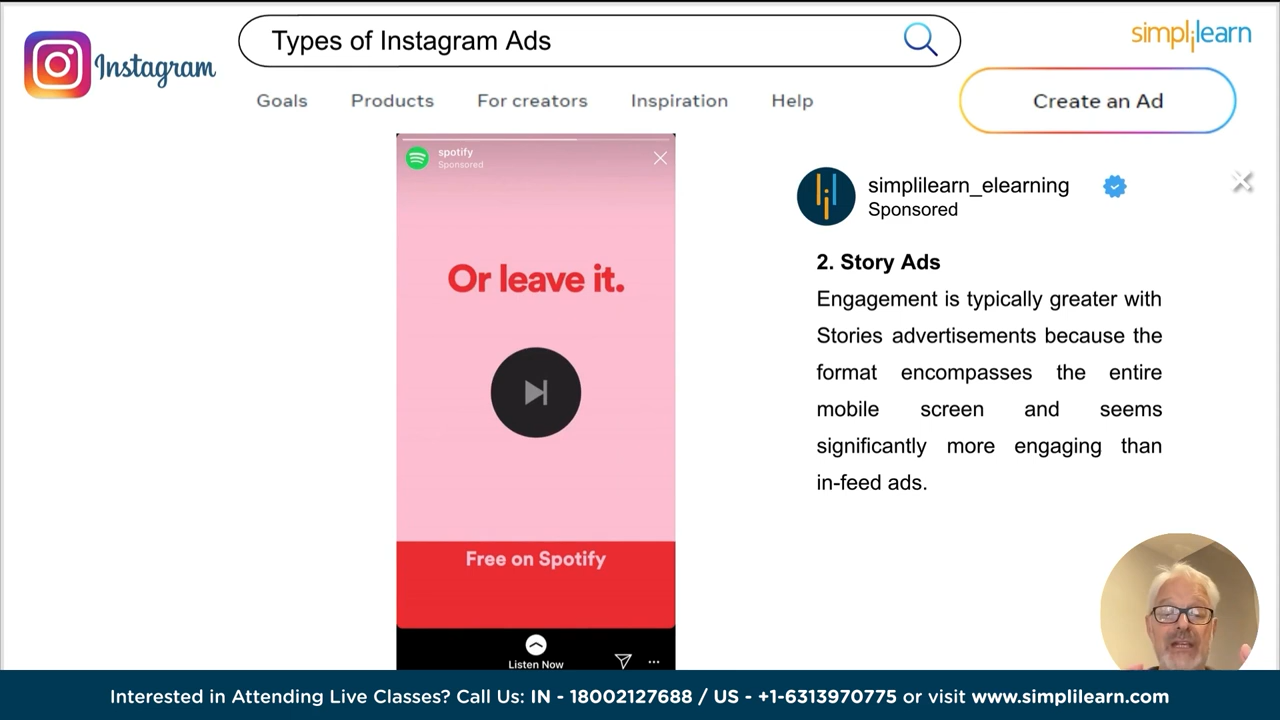 Instagram
Types of Instagram Ads
simplilearn
Goals
Products
For creators
Inspiration
Help
Create an Ad
spotify
Sponsored
Or leave it.
Free on Spotify
Listen Now
simplilearn_elearning
Sponsored
2. Story Ads
Engagement is typically greater with
Stories advertisements because the
format encompasses the entire
mobile screen and seems
significantly more engaging than
in-feed ads.
Interested in Attending Live Classes? Call Us: IN - 18002127688 / US - +1-6313970775 or visit www.simplilearn.com